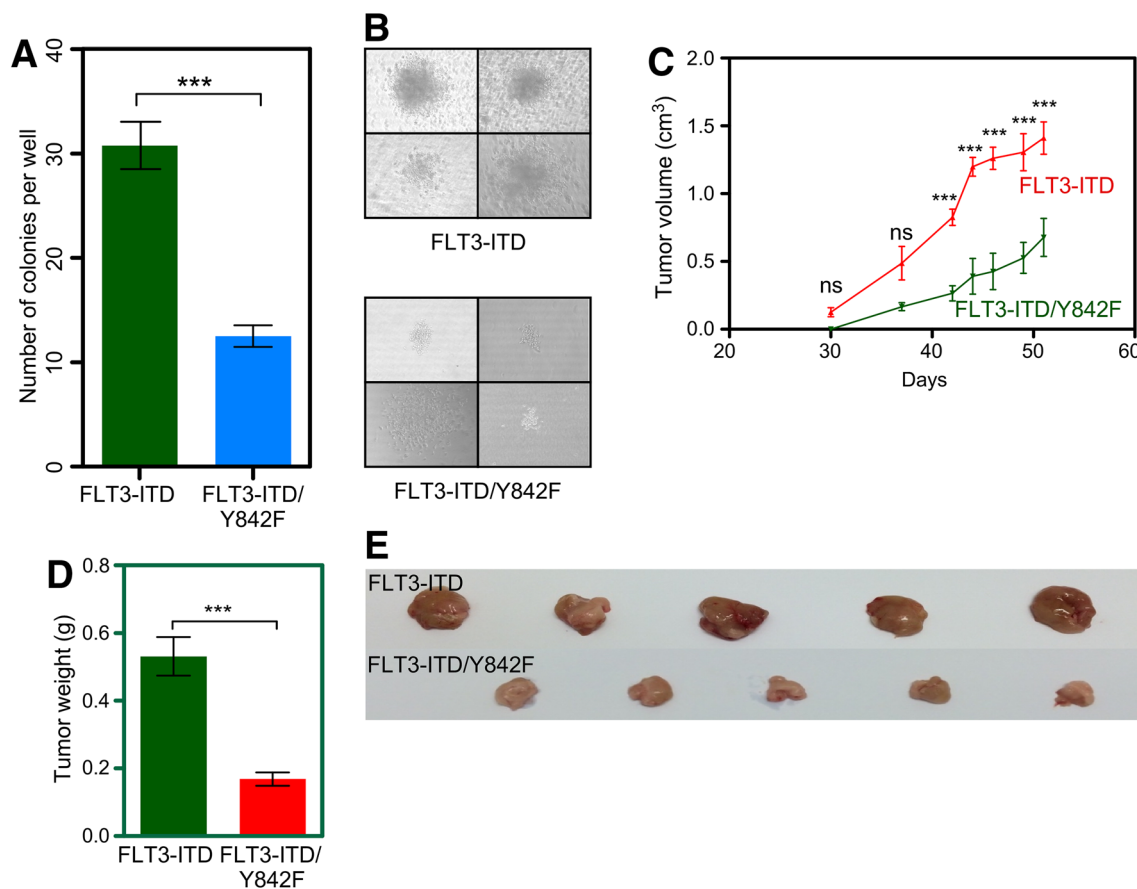 A
Number of colonies per well
40
30
20
10
0
***
FLT3-ITD
FLT3-ITD/
Y842F
B
FLT3-ITD
FLT3-ITD/Y842F
C
Tumor volume (cm³)
2.0
1.5
1.0
0.5
0.0
20
30
40
50
60
Days
ns
ns
***
***
***
***
***
FLT3-ITD
FLT3-ITD/Y842F
D
Tumor weight (g)
0.8
0.6
0.4
0.2
0.0
***
FLT3-ITD
FLT3-ITD/
Y842F
E
FLT3-ITD
FLT3-ITD/Y842F